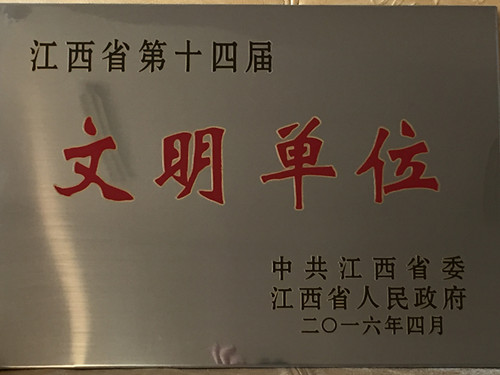 江西省第十四届
文明单位
中共江西省委
江西省人民政府
二〇一六年四月